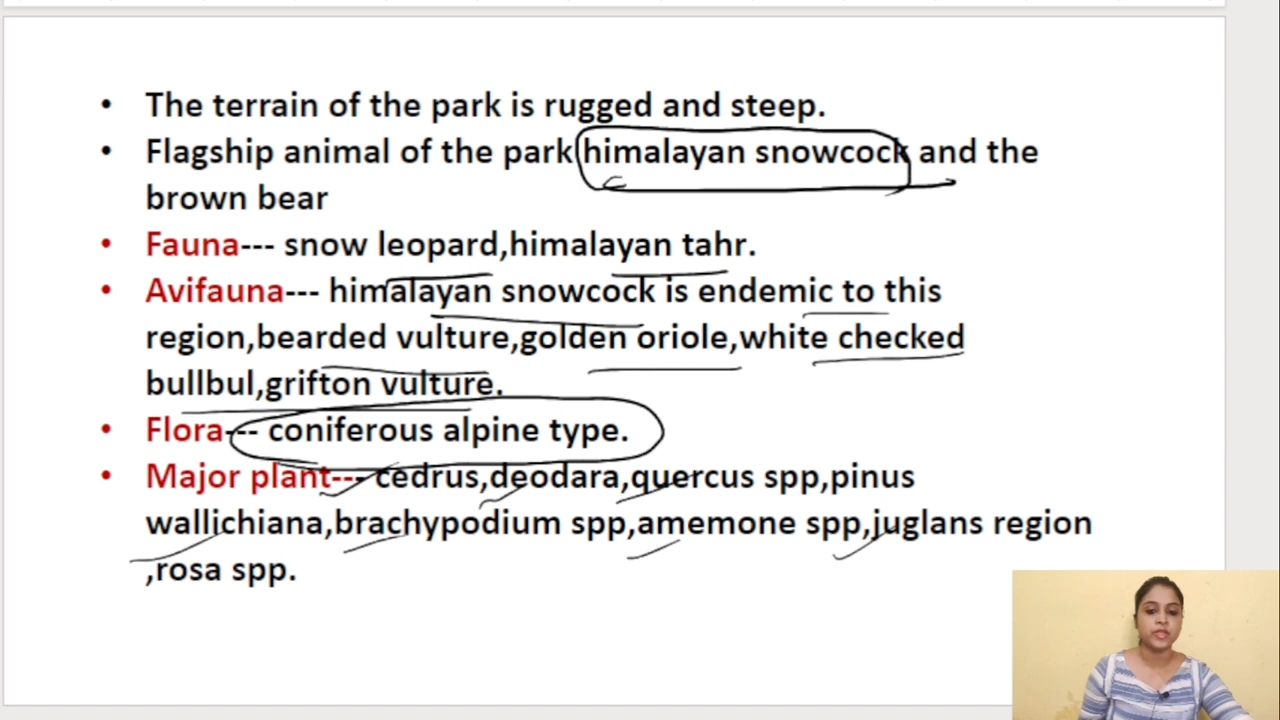 • The terrain of the park is rugged and steep.
• Flagship animal of the park himalayan snowcock and the
brown bear
• Fauna--- snow leopard,himalayan tahr.
• Avifauna--- himalayan snowcock is endemic to this
region,bearded vulture,golden oriole,white checked
bullbul,grifton vulture.
• Flora--- coniferous alpine type.
• Major plant--- cedrus,deodara,quercus spp,pinus
wallichiana,brachypodium spp,amemone spp,juglans region
,rosa spp.